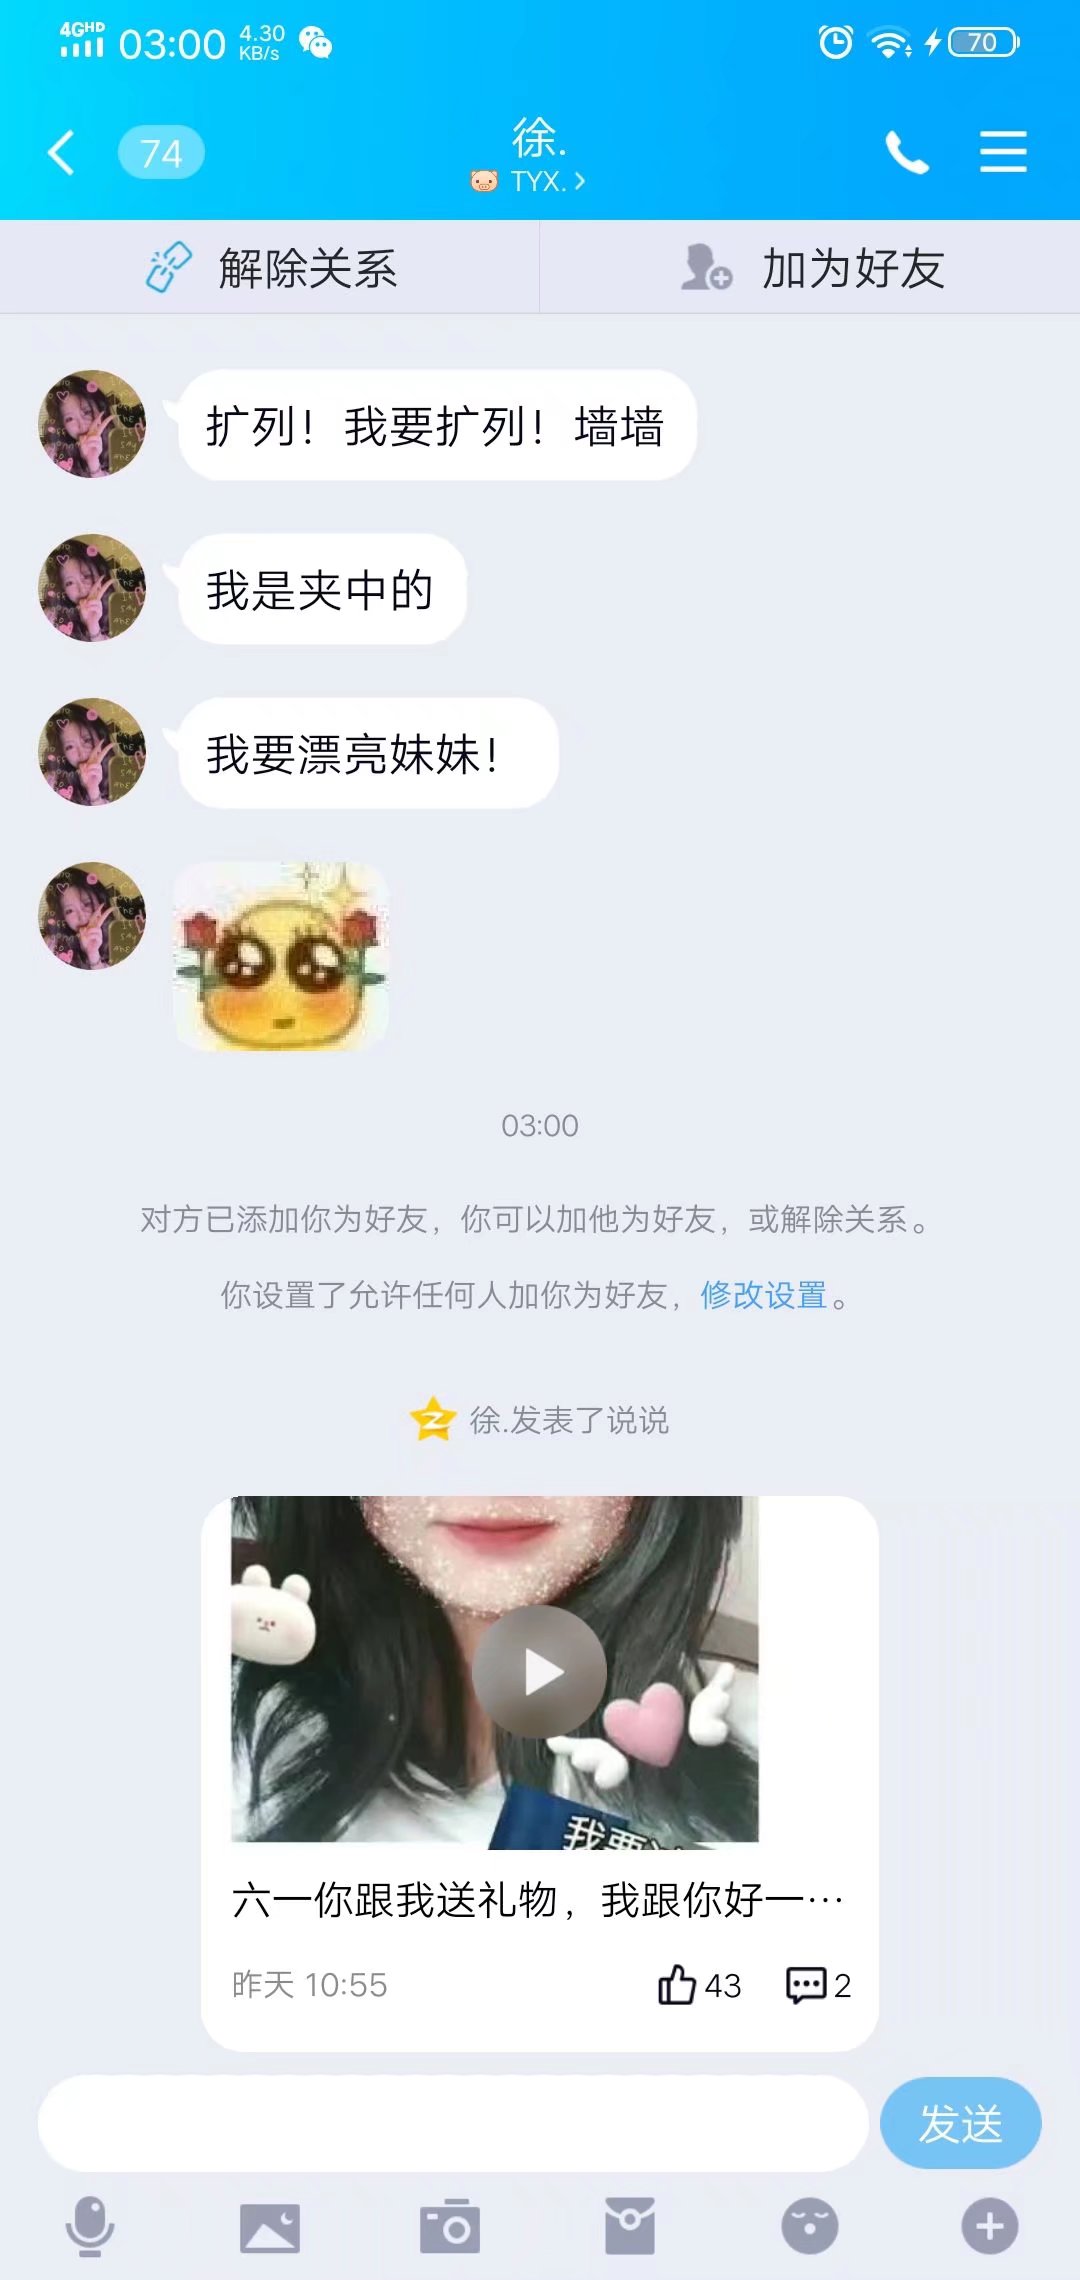 4GHD 03:00 4.30 KB/s 70
74
徐.
TYX.
解除关系
加为好友
扩列！我要扩列！墙墙
我是夹中的
我要漂亮妹妹！
03:00
对方已添加你为好友，你可以加他为好友，或解除关系。
你设置了允许任何人加你为好友，修改设置。
徐.发表了说说
我要
六一你跟我送礼物，我跟你好一…
昨天 10:55
43
2
发送